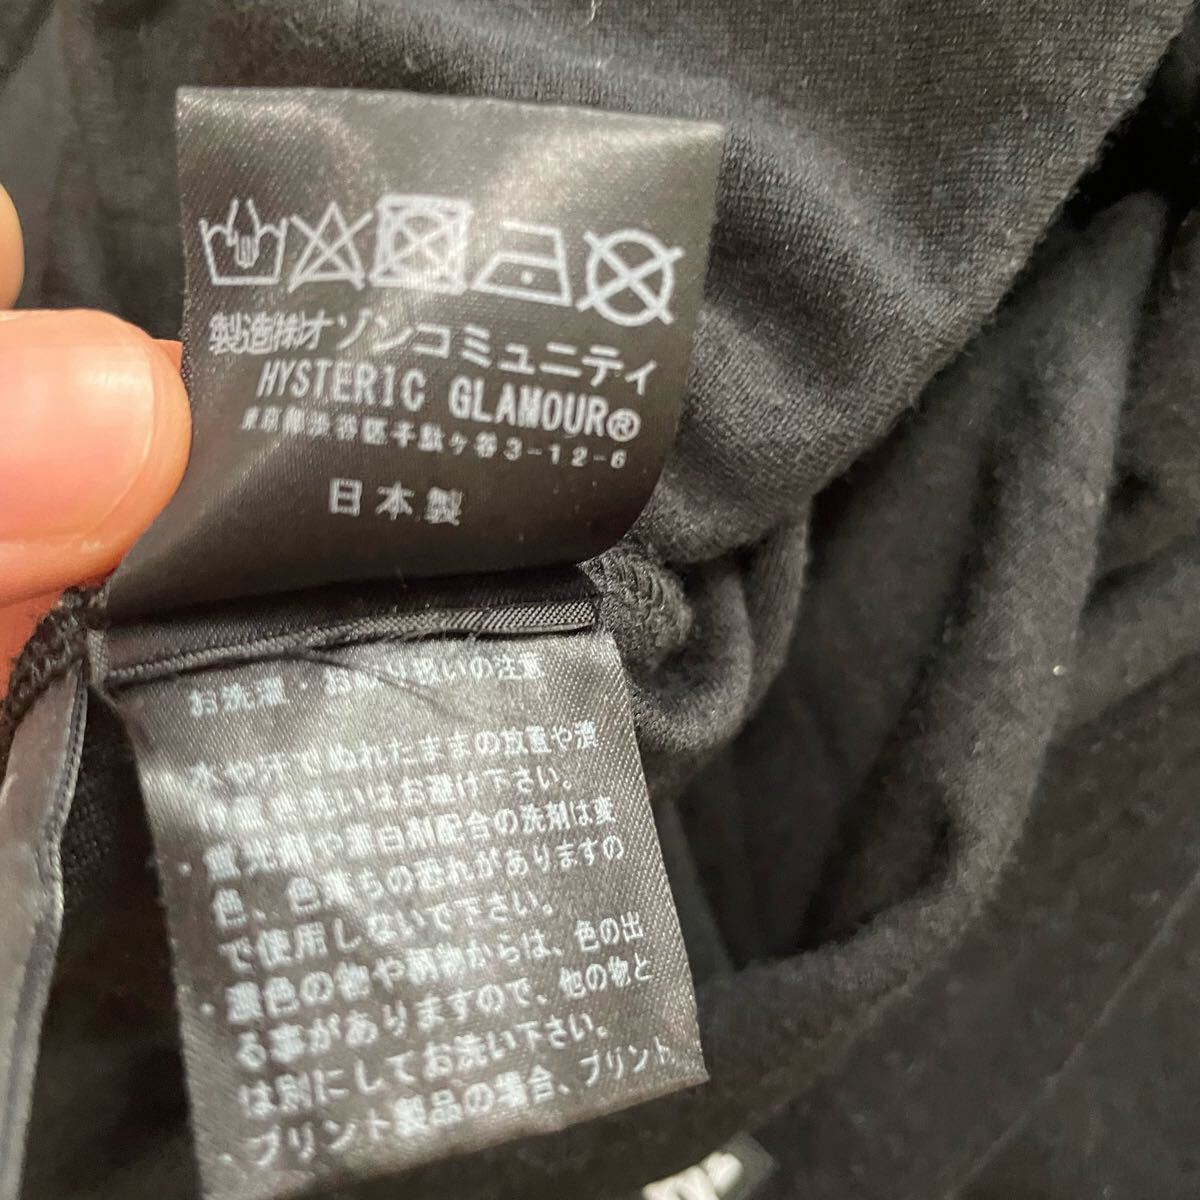 製造㈱オゾンコミュニティ
HYSTERIC GLAMOUR®
東京都渋谷区千駄ヶ谷3-12-6
日本製
お洗濯・お取り扱いの注意
水や汗でぬれたままの放置や漬
け置き洗いはお避け下さい。
・蛍光剤や漂白剤配合の洗剤は変
色、色落ちの恐れがありますの
で使用しないで下さい。
・濃色の物や柄物からは、色の出
る事がありますので、他の物と
は別にしてお洗い下さい。
・プリント製品の場合、プリント